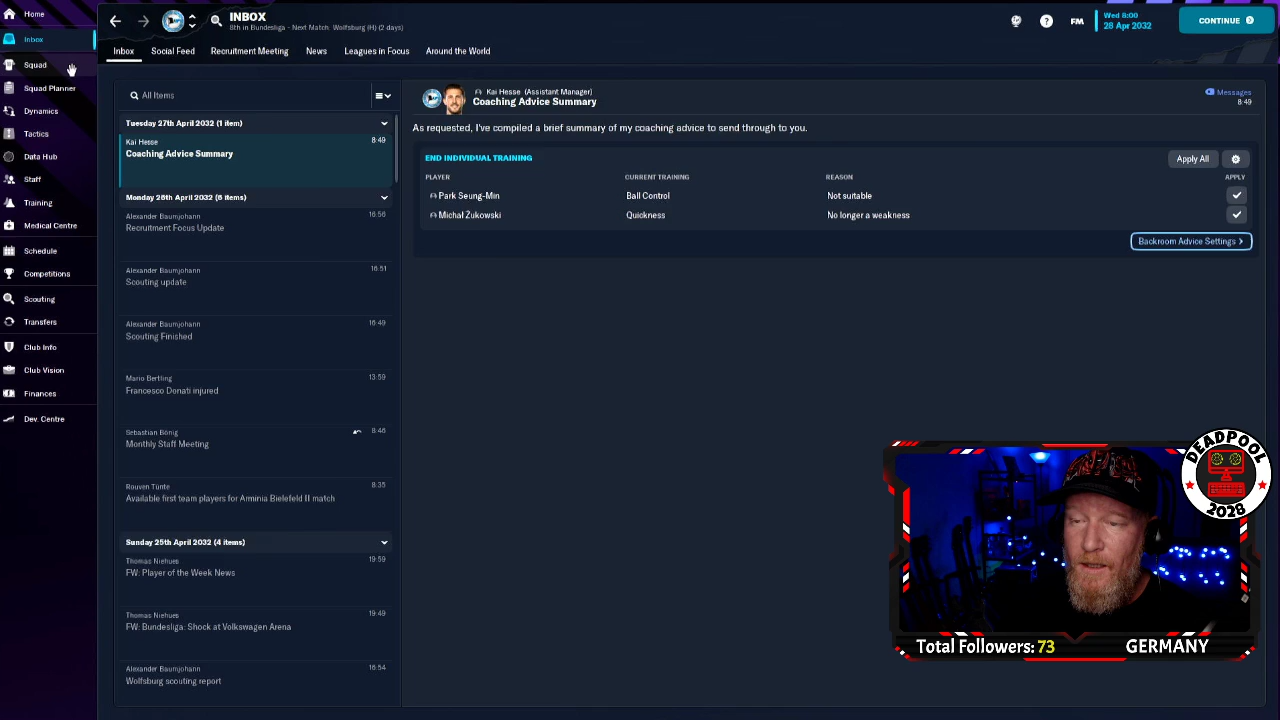 Home
Inbox
Squad
Squad Planner
Dynamics
Tactics
Data Hub
Staff
Training
Medical Centre
Schedule
Competitions
Scouting
Transfers
Club Info
Club Vision
Finances
Dev. Centre
INBOX
8th in Bundesliga - Next Match: Wolfsburg (H) (2 days)
FM
Wed 8:00
28 Apr 2032
CONTINUE
Inbox Social Feed Recruitment Meeting News Leagues in Focus Around the World
All Items
Tuesday 27th April 2032 (1 item)
Kai Hesse 8:49
Coaching Advice Summary
Monday 26th April 2032 (6 items)
Alexander Baumjohann 16:56
Recruitment Focus Update
Alexander Baumjohann 16:51
Scouting update
Alexander Baumjohann 16:49
Scouting Finished
Mario Bertling 13:59
Francesco Donati injured
Sebastian Bönig 8:46
Monthly Staff Meeting
Rouven Tünte 8:35
Available first team players for Arminia Bielefeld II match
Sunday 25th April 2032 (4 items)
Thomas Niehues 19:59
FW: Player of the Week News
Thomas Niehues 19:49
FW: Bundesliga: Shock at Volkswagen Arena
Alexander Baumjohann 16:54
Wolfsburg scouting report
Kai Hesse (Assistant Manager)
Coaching Advice Summary
Messages
8:49
As requested, I've compiled a brief summary of my coaching advice to send through to you.
END INDIVIDUAL TRAINING
Apply All
PLAYER CURRENT TRAINING REASON APPLY
Park Seung-Min Ball Control Not suitable
Michał Żukowski Quickness No longer a weakness
Backroom Advice Settings >
DEADPOOL
2028
Total Followers: 73 GERMANY